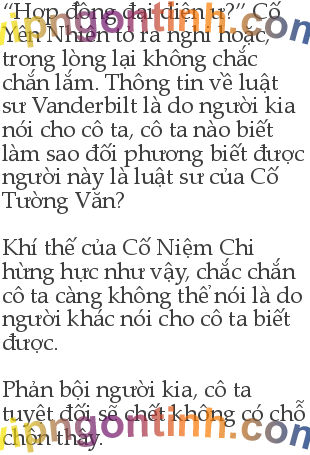 “Hợp đồng đại diện tư?” Cố
Yên Nhiên tỏ ra nghi hoặc,
trong lòng lại không chắc
chắn lắm. Thông tin về luật
sư Vanderbilt là do người kia
nói cho cô ta, cô ta nào biết
làm sao đối phương biết được
người này là luật sư của Cố
Tường Văn?
Khí thế của Cố Niệm Chi
hừng hực như vậy, chắc chắn
cô ta càng không thể nói là do
người khác nói cho cô ta biết
được.
Phản bội người kia, cô ta
tuyệt đối sẽ chết không có chỗ
chôn thây.
vipngontinh.com
vipngontinh.com